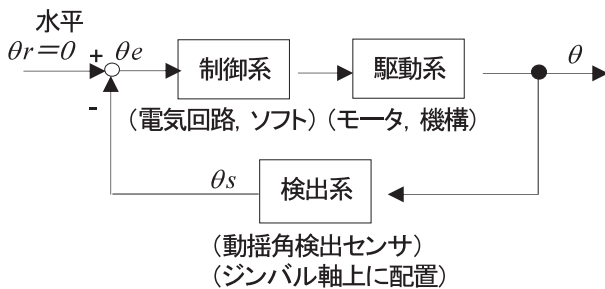 水平
θr＝0
+
θe
制御系
駆動系
θ
-
(電気回路, ソフト)
(モータ, 機構)
θs
検出系
(動揺角検出センサ)
(ジンバル軸上に配置)